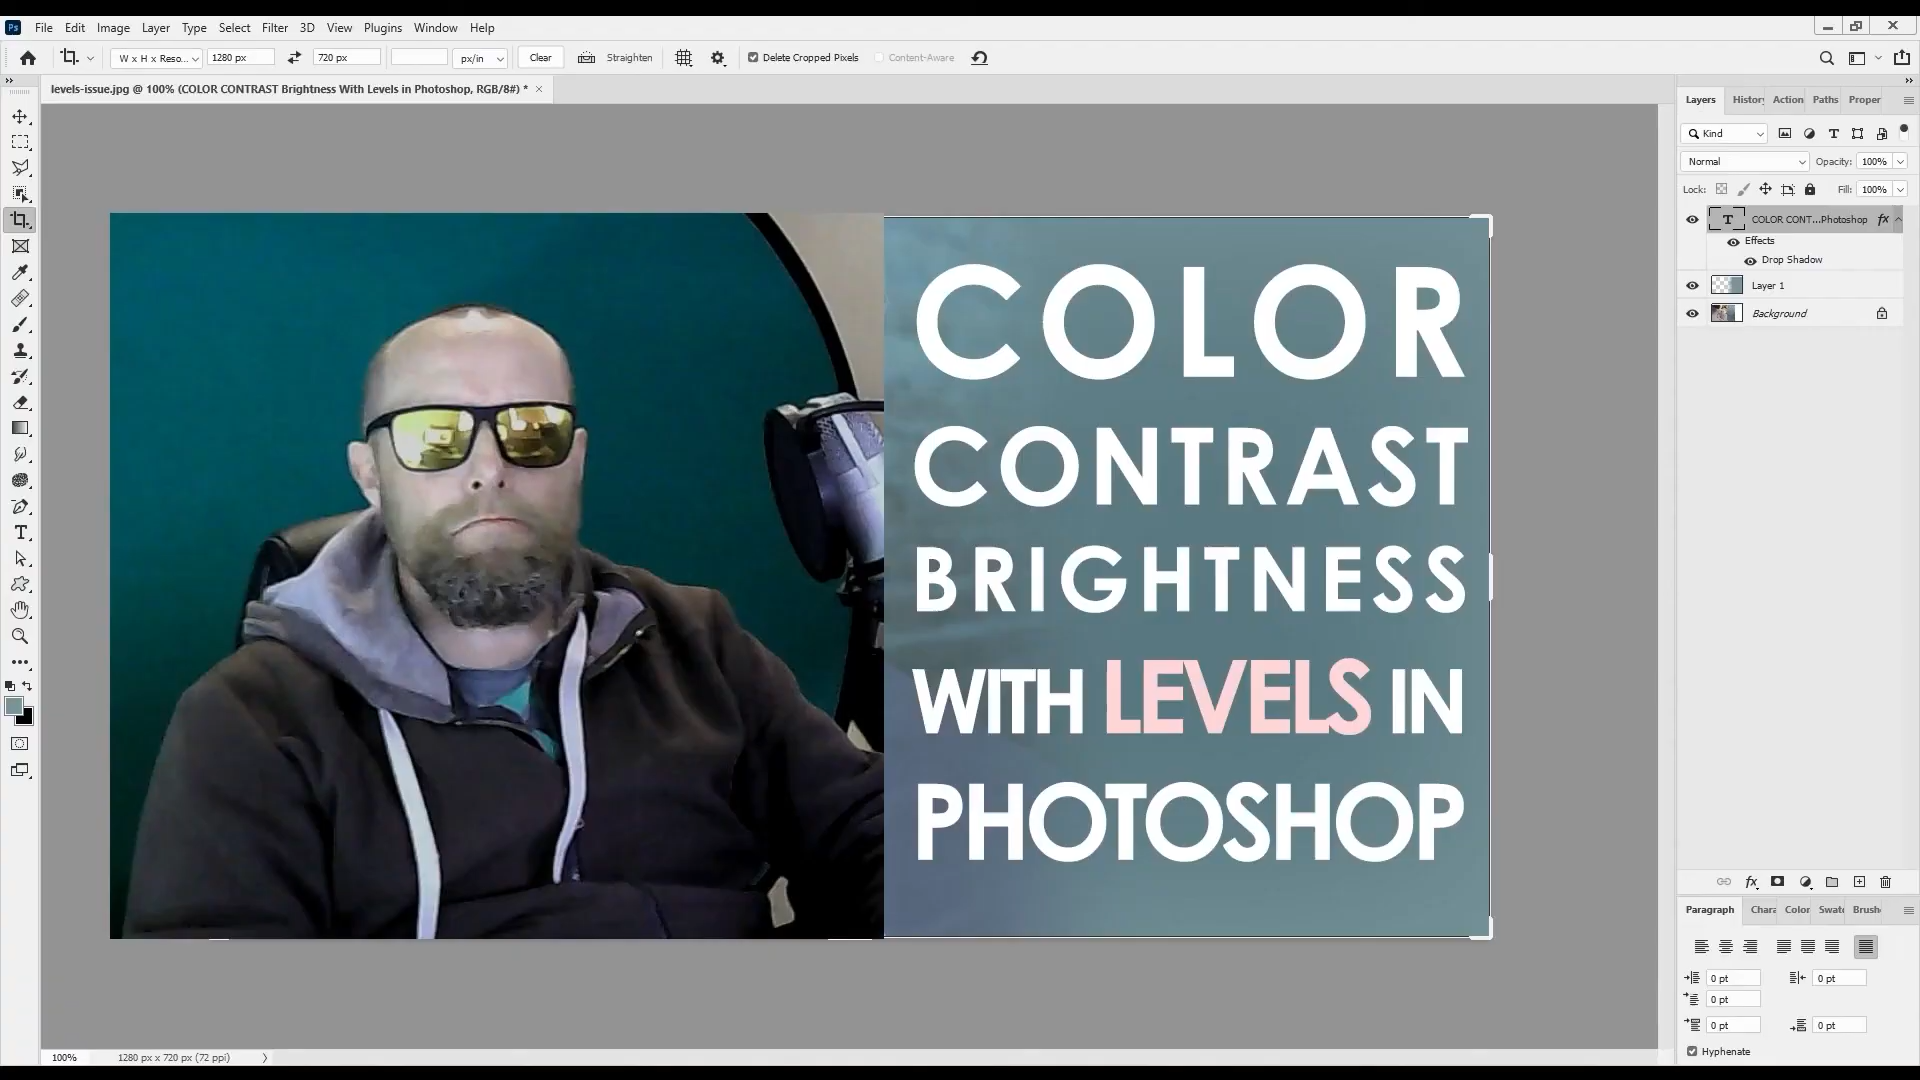 Ps File Edit Image Layer Type Select Filter 3D View Plugins Window Help
W x H x Reso... 1280 px 720 px px/in Clear Straighten Delete Cropped Pixels Content-Aware
levels-issue.jpg @ 100% (COLOR CONTRAST Brightness With Levels in Photoshop, RGB/8#) * ×
Layers Histor Action Paths Proper
Kind
Normal Opacity: 100%
Lock: Fill: 100%
T COLOR CONT...Photoshop fx
Effects
Drop Shadow
Layer 1
Background
COLOR
CONTRAST
BRIGHTNESS
WITH LEVELS IN
PHOTOSHOP
fx
Paragraph Chara Color Swat Brush
0 pt 0 pt
0 pt
0 pt 0 pt
Hyphenate
100% 1280 px x 720 px (72 ppi)